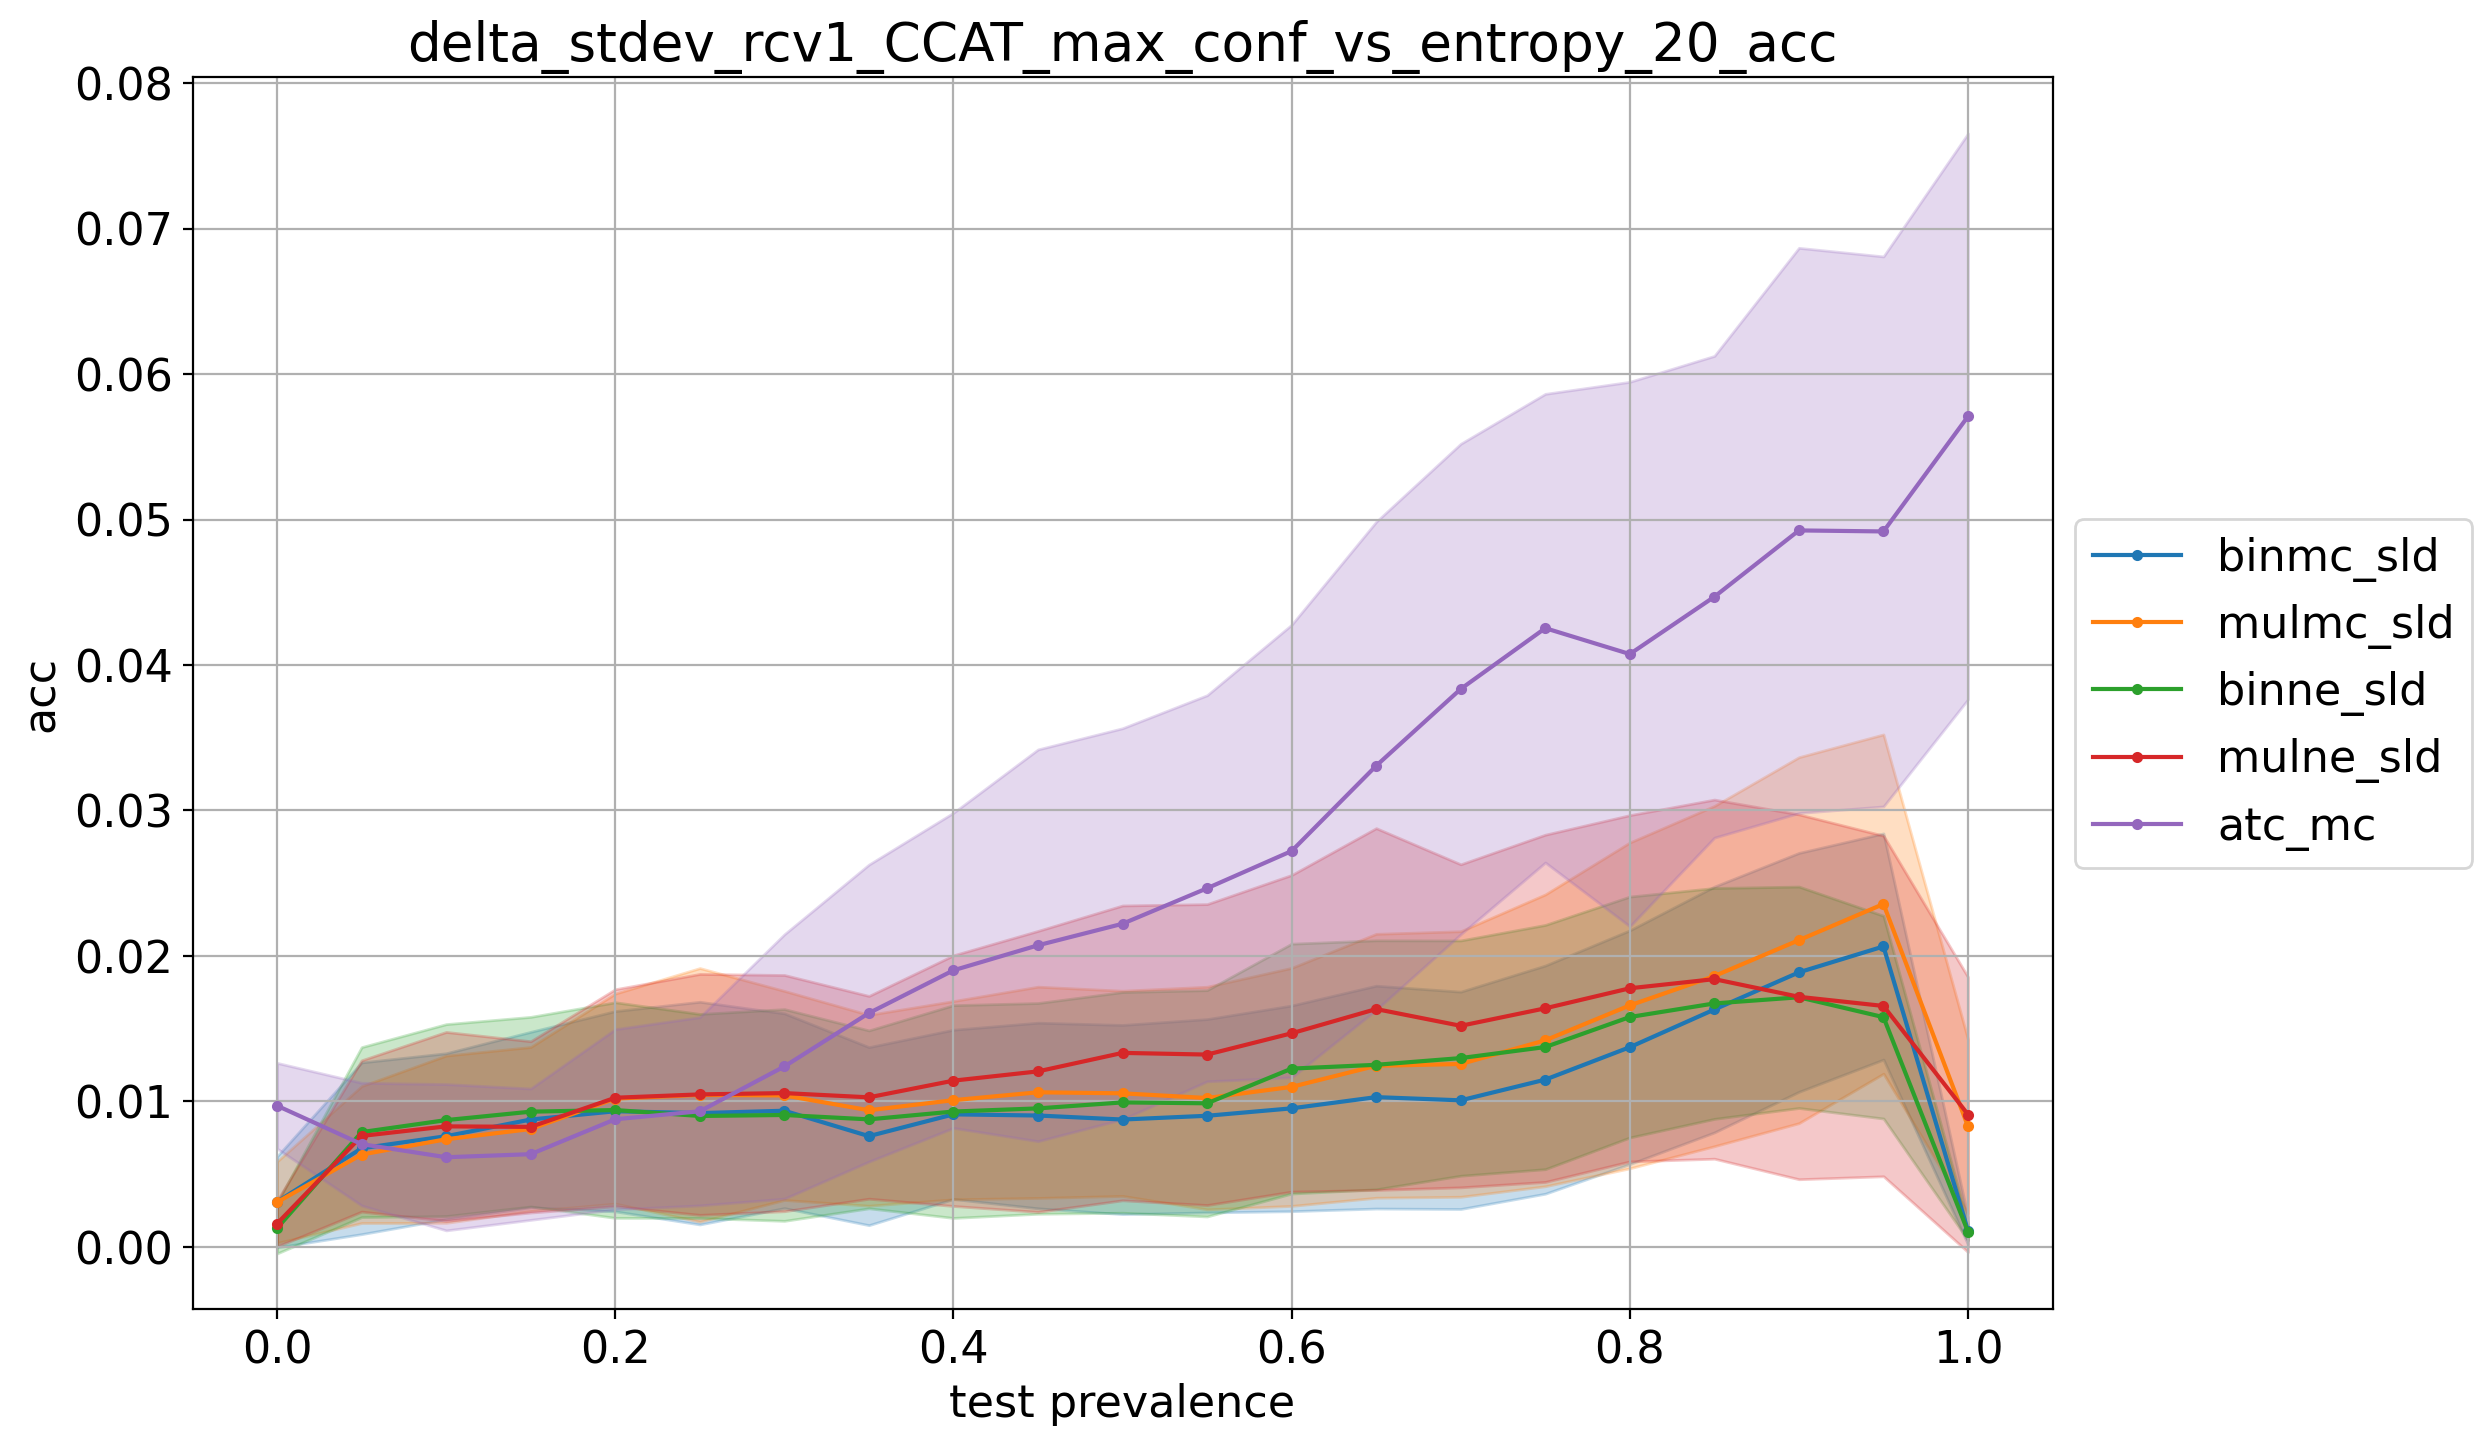 delta_stdev_rcv1_CCAT_max_conf_vs_entropy_20_acc
0.08
0.07
0.06
0.05
0.04
0.03
0.02
0.01
0.00
acc
0.0 0.2 0.4 0.6 0.8 1.0
test prevalence
binmc_sld
mulmc_sld
binne_sld
mulne_sld
atc_mc